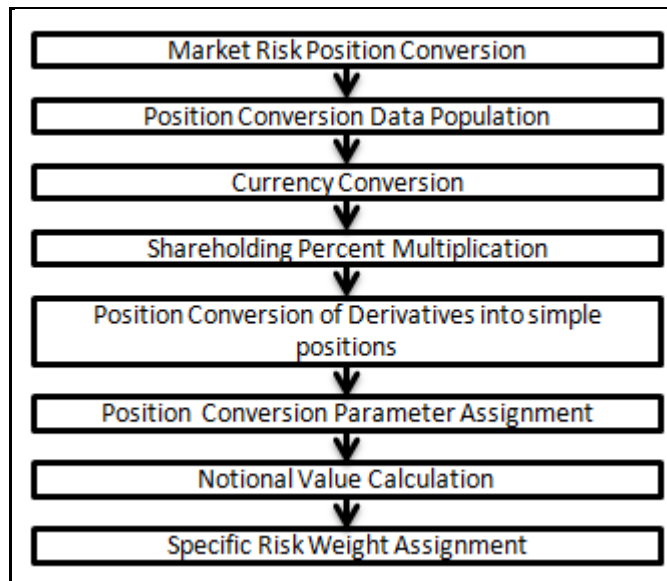 Market Risk Position Conversion
Position Conversion Data Population
Currency Conversion
Shareholding Percent Multiplication
Position Conversion of Derivatives into simple
positions
Position Conversion Parameter Assignment
Notional Value Calculation
Specific Risk Weight Assignment